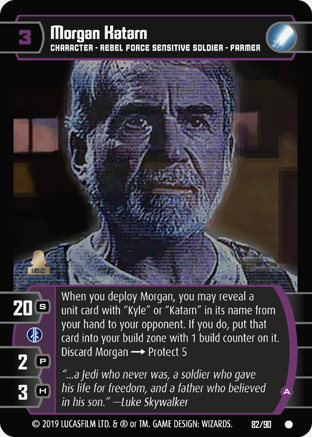 3
Morgan Katarn
CHARACTER - REBEL FORCE SENSITIVE SOLDIER - FARMER
20 S
2 P
3 H
When you deploy Morgan, you may reveal a
unit card with “Kyle” or “Katarn” in its name from
your hand to your opponent. If you do, put that
card into your build zone with 1 build counter on it.
Discard Morgan → Protect 5
“...a Jedi who never was, a soldier who gave
his life for freedom, and a father who believed
in his son.” —Luke Skywalker
A
© 2019 LUCASFILM LTD. & ® or TM. GAME DESIGN: WIZARDS.
82/90